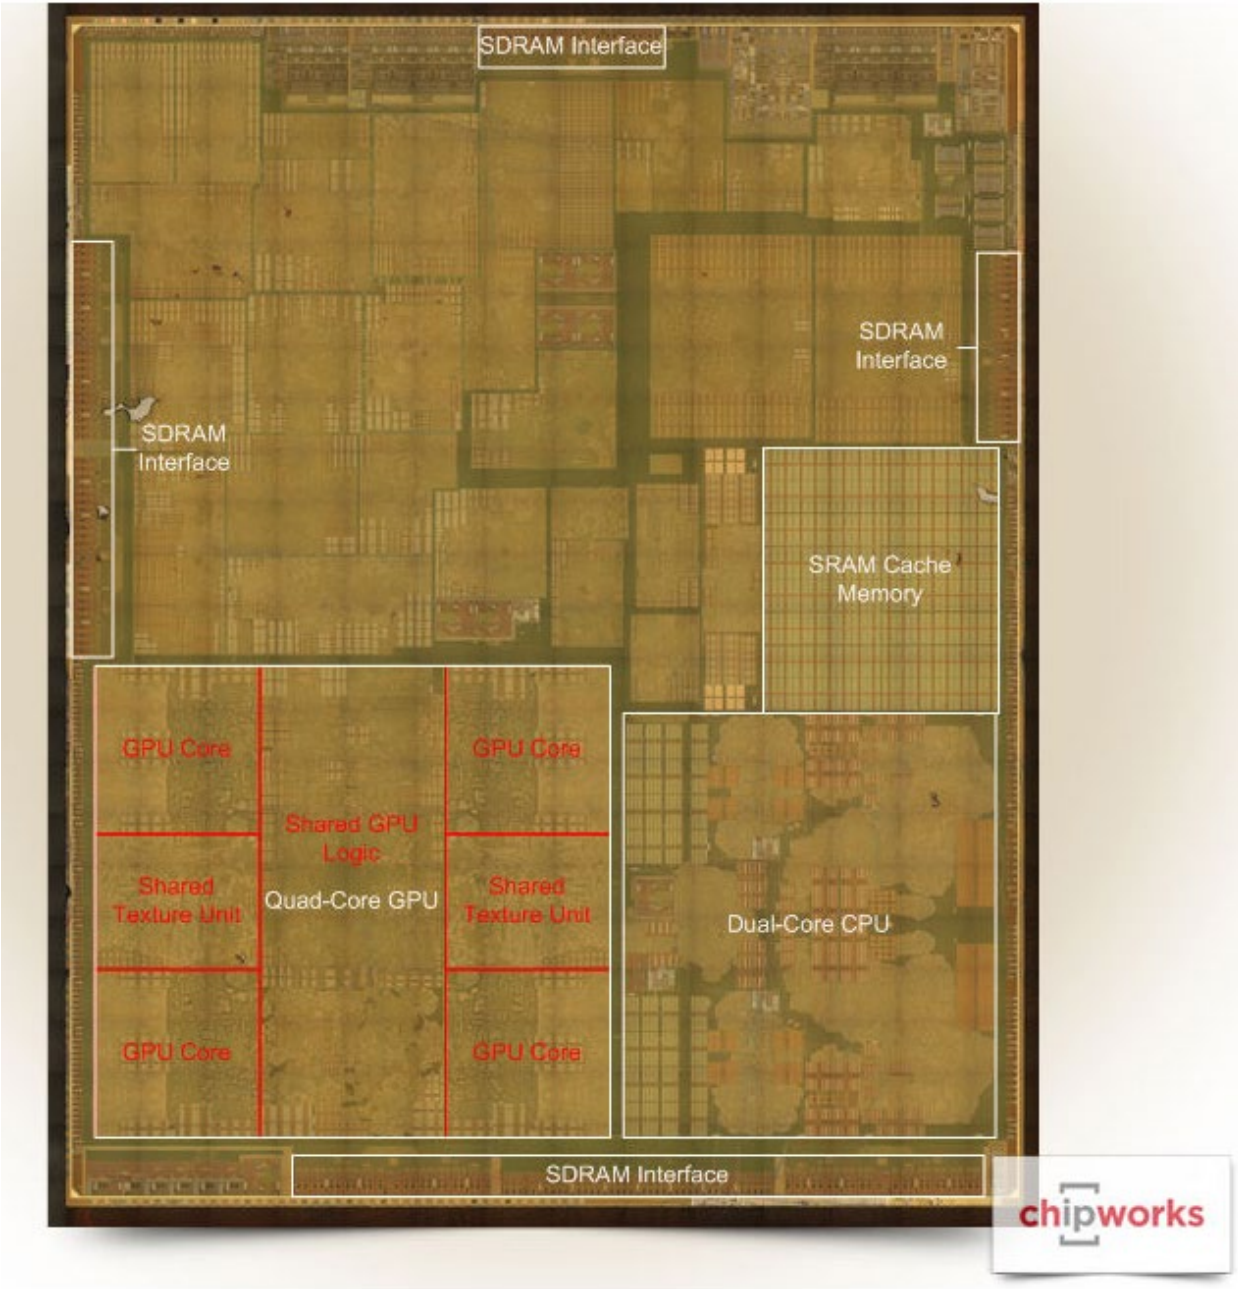 SDRAM Interface
SDRAM
Interface
SDRAM
Interface
SRAM Cache
Memory
GPU Core
GPU Core
Shared GPU
Logic
Shared
Texture Unit
Quad-Core GPU
Shared
Texture Unit
Dual-Core CPU
GPU Core
GPU Core
SDRAM Interface
chipworks